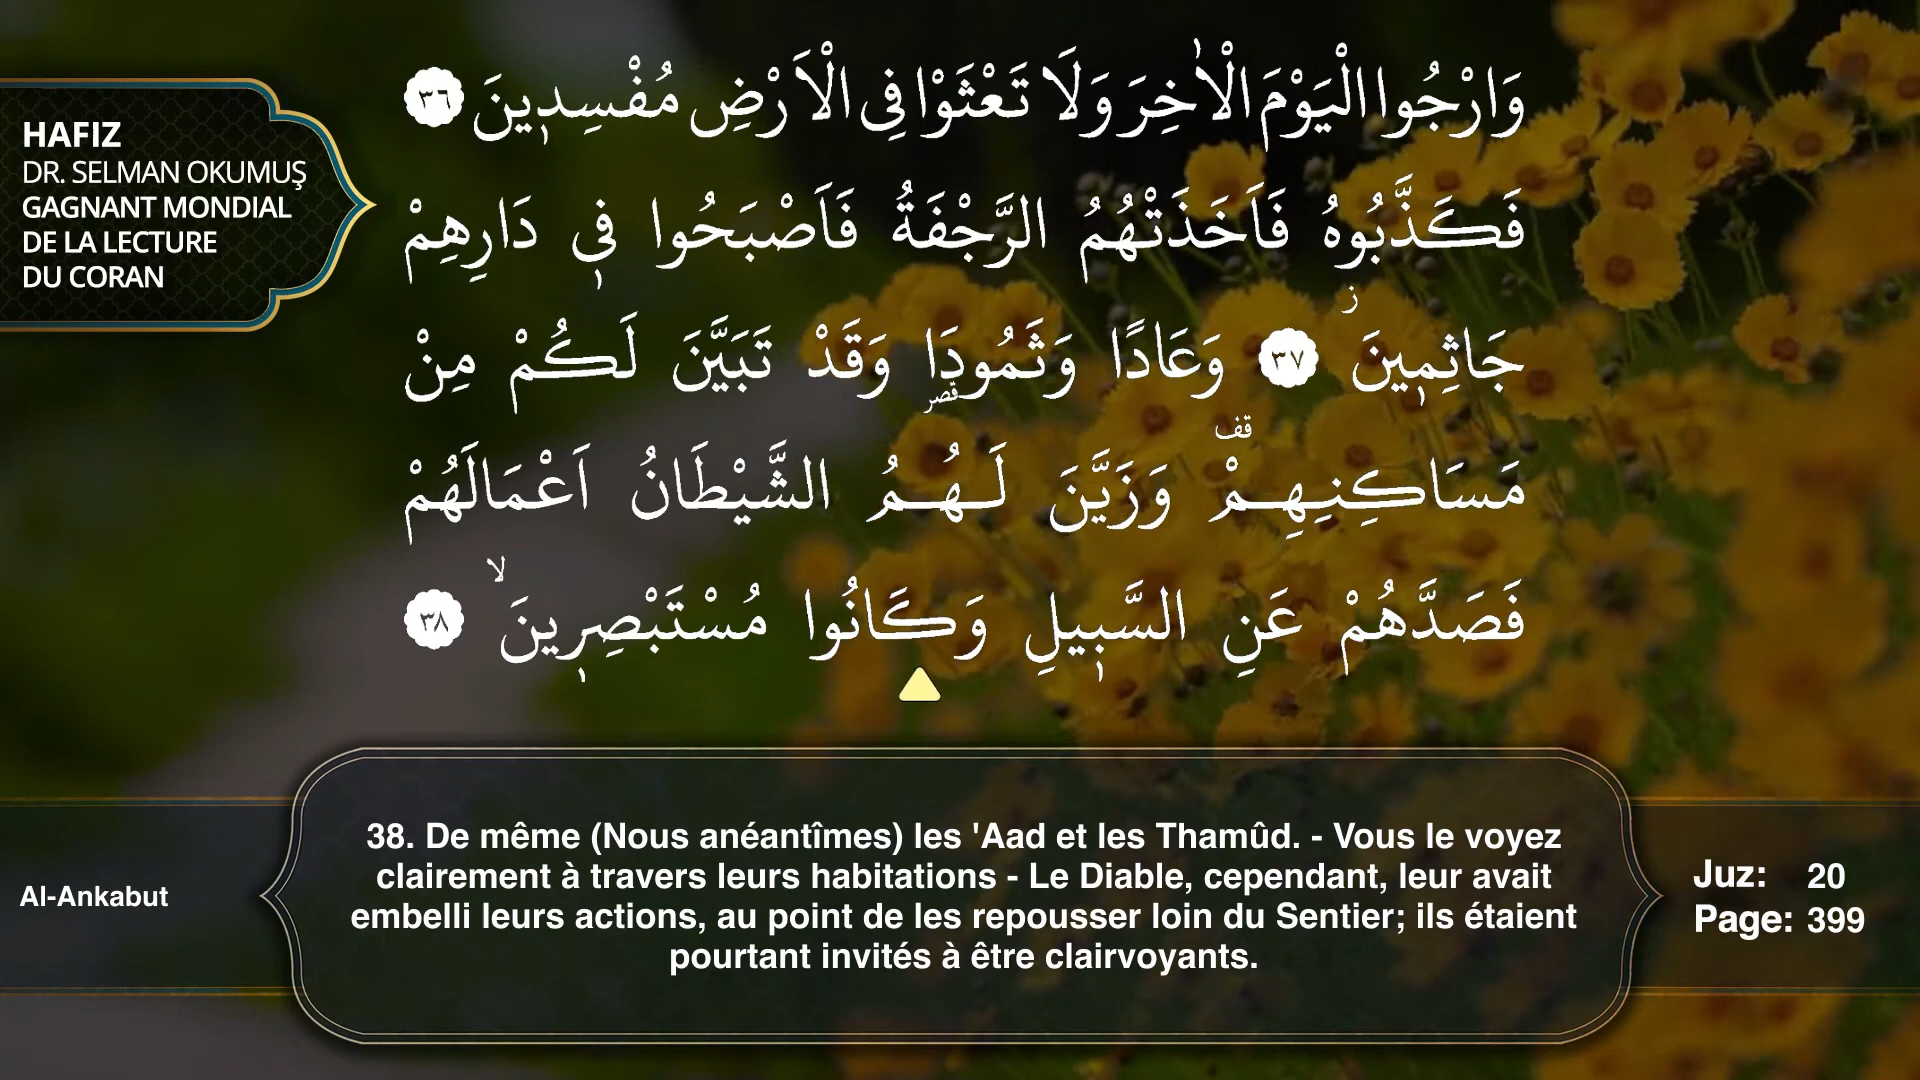 HAFIZ
DR. SELMAN OKUMUŞ
GAGNANT MONDIAL
DE LA LECTURE
DU CORAN
وَارْجُوا الْيَوْمَ الْاٰخِرَ وَلَا تَعْثَوْا فِى الْاَرْضِ مُفْسِد۪ينَ ٣٦
فَكَذَّبُوهُ فَاَخَذَتْهُمُ الرَّجْفَةُ فَاَصْبَحُوا ف۪ى دَارِهِمْ
جَاثِم۪ينَۘ ٣٧ وَعَادًا وَثَمُودَا۬ قصر وَقَدْ تَبَيَّنَ لَكُمْ مِنْ
مَسَاكِنِهِمْ۠ قف وَزَيَّنَ لَهُمُ الشَّيْطَانُ اَعْمَالَهُمْ
فَصَدَّهُمْ عَنِ السَّب۪يلِ وَكَانُوا مُسْتَبْصِر۪ينَۙ ٣٨
38. De même (Nous anéantîmes) les 'Aad et les Thamûd. - Vous le voyez
clairement à travers leurs habitations - Le Diable, cependant, leur avait
embelli leurs actions, au point de les repousser loin du Sentier; ils étaient
pourtant invités à être clairvoyants.
Al-Ankabut
Juz: 20
Page: 399